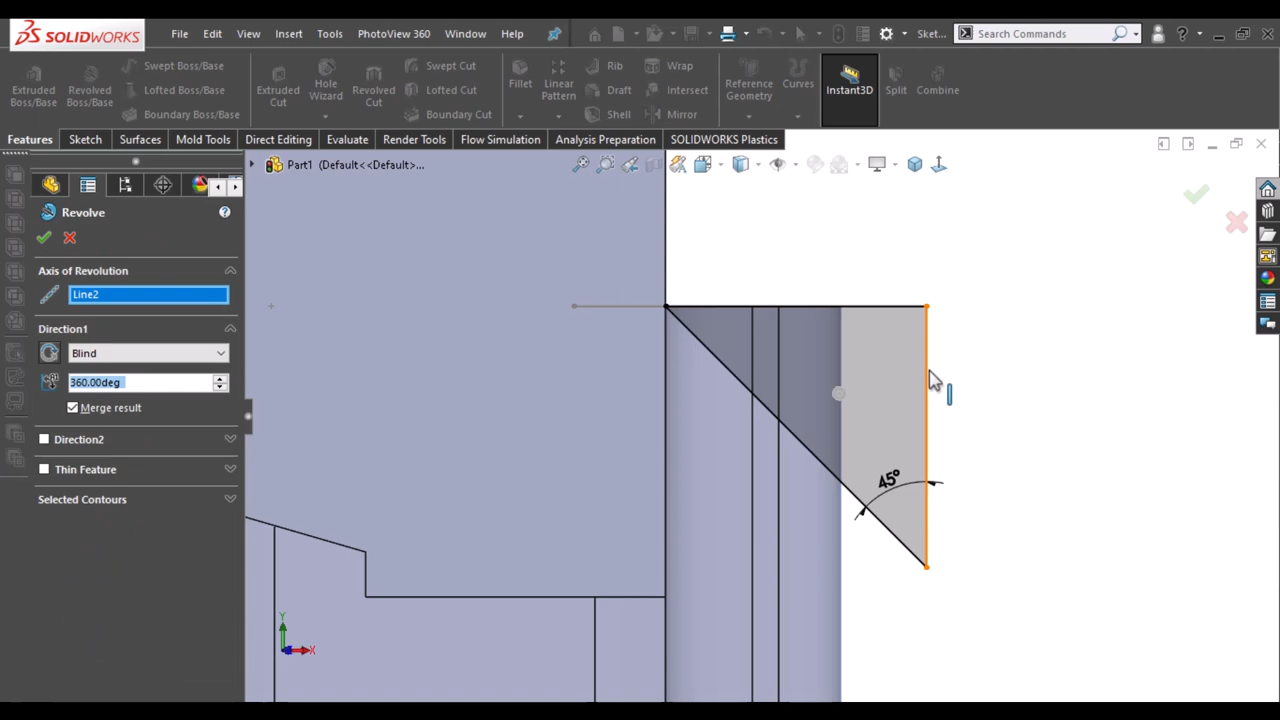 SOLIDWORKS
File Edit View Insert Tools PhotoView 360 Window Help
Sket...
Search Commands
?
Extruded Boss/Base
Revolved Boss/Base
Swept Boss/Base
Lofted Boss/Base
Boundary Boss/Base
Extruded Cut
Hole Wizard
Revolved Cut
Swept Cut
Lofted Cut
Boundary Cut
Fillet
Linear Pattern
Rib
Draft
Shell
Wrap
Intersect
Mirror
Reference Geometry
Curves
Instant3D
Split
Combine
Features Sketch Surfaces Mold Tools Direct Editing Evaluate Render Tools Flow Simulation Analysis Preparation SOLIDWORKS Plastics
Part1 (Default<<Default>...
Revolve
?
Axis of Revolution
Line2
Direction1
Blind
360.00deg
Merge result
Direction2
Thin Feature
Selected Contours
45°
Y
X